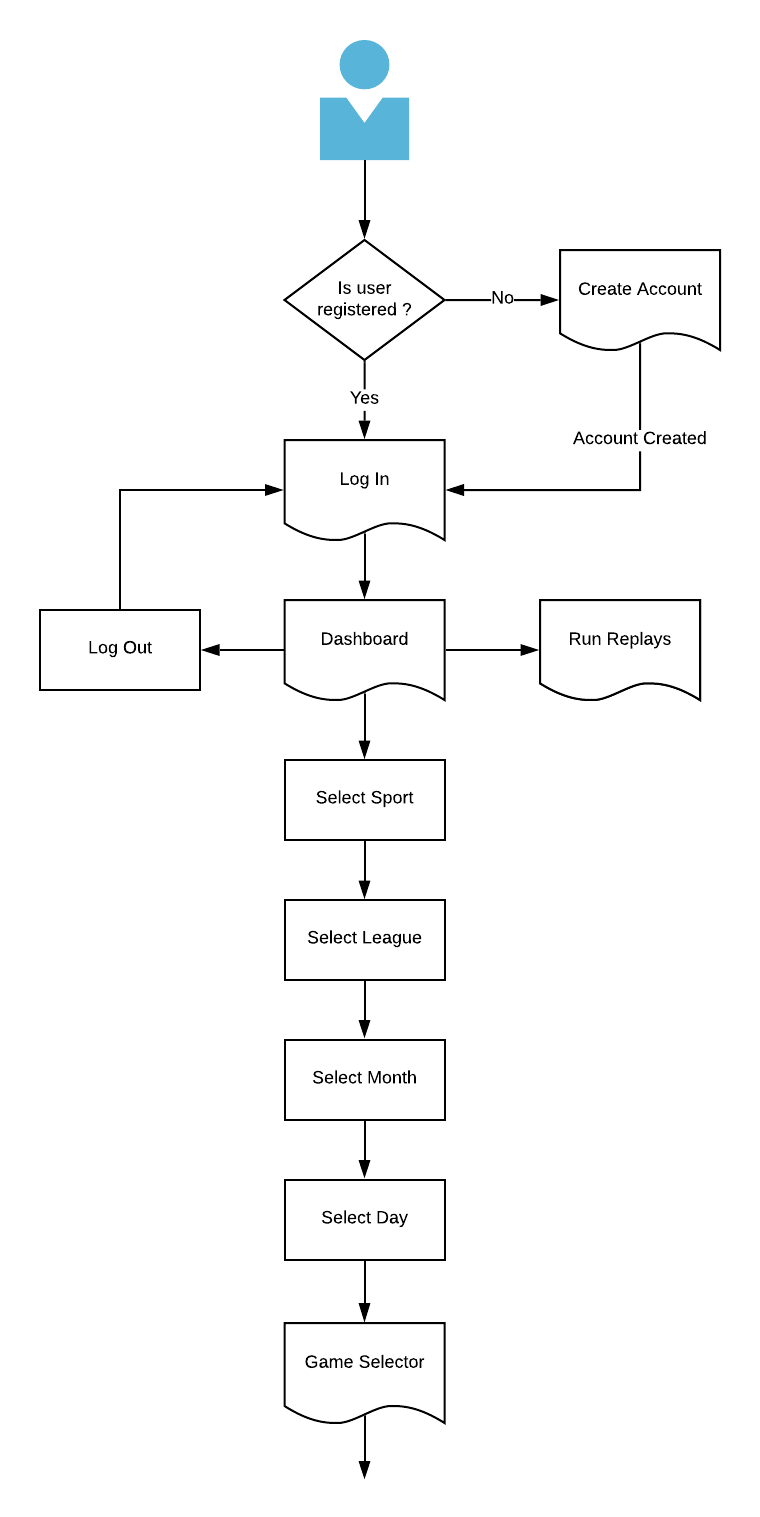 Is user
registered ?
No
Create Account
Yes
Account Created
Log In
Log Out
Dashboard
Run Replays
Select Sport
Select League
Select Month
Select Day
Game Selector